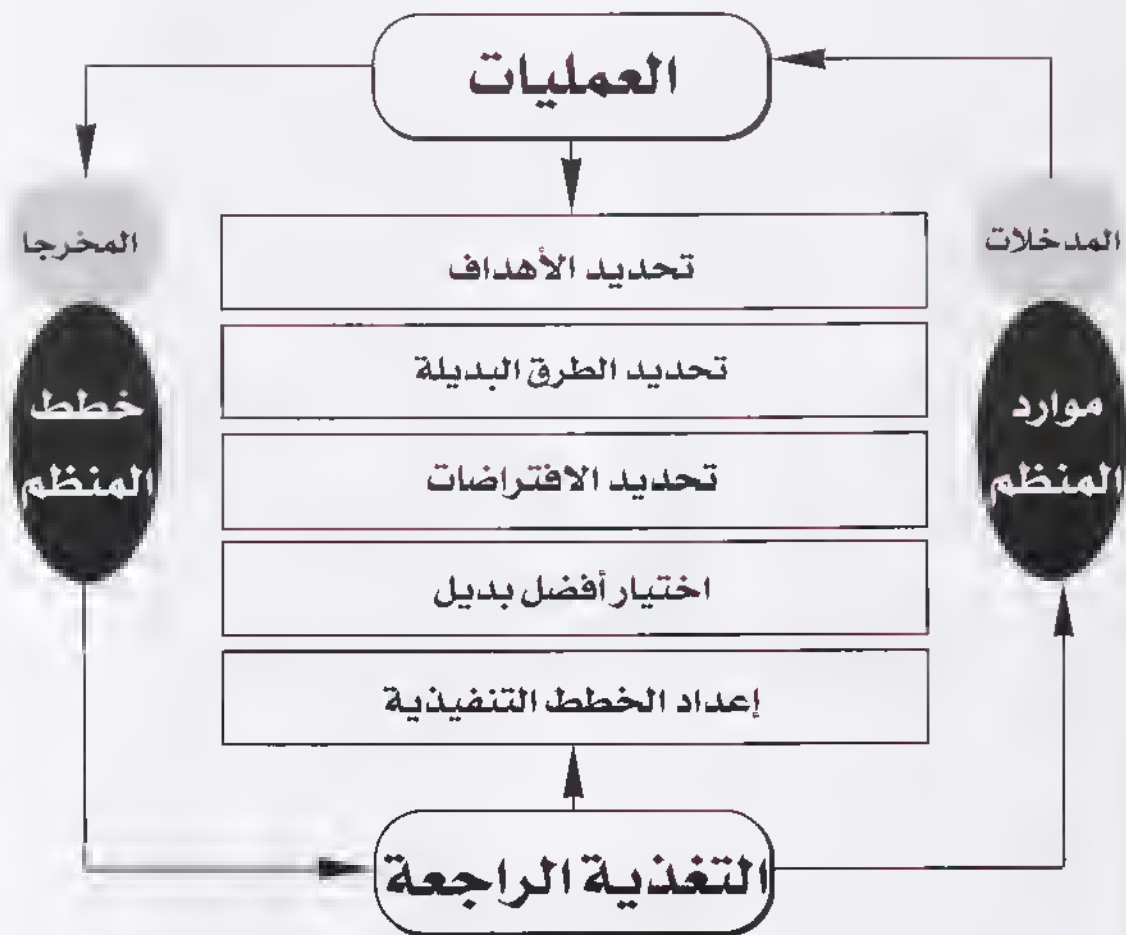 العمليات
المدخلات
المخرجا
تحديد الأهداف
تحديد الطرق البديلة
موارد
المنظم
خطط
المنظم
تحديد الافتراضات
اختيار أفضل بديل
إعداد الخطط التنفيذية
التغذية الراجعة